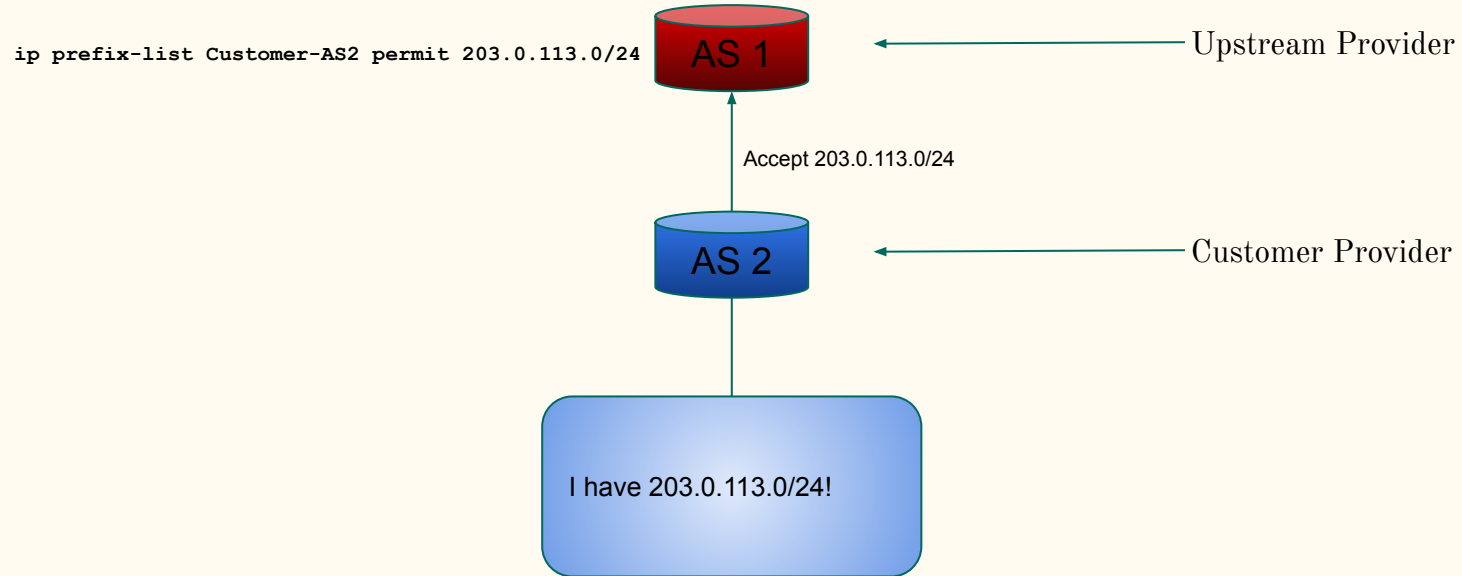 ip prefix-list Customer-AS2 permit 203.0.113.0/24
AS 1
Upstream Provider
Accept 203.0.113.0/24
AS 2
Customer Provider
I have 203.0.113.0/24!